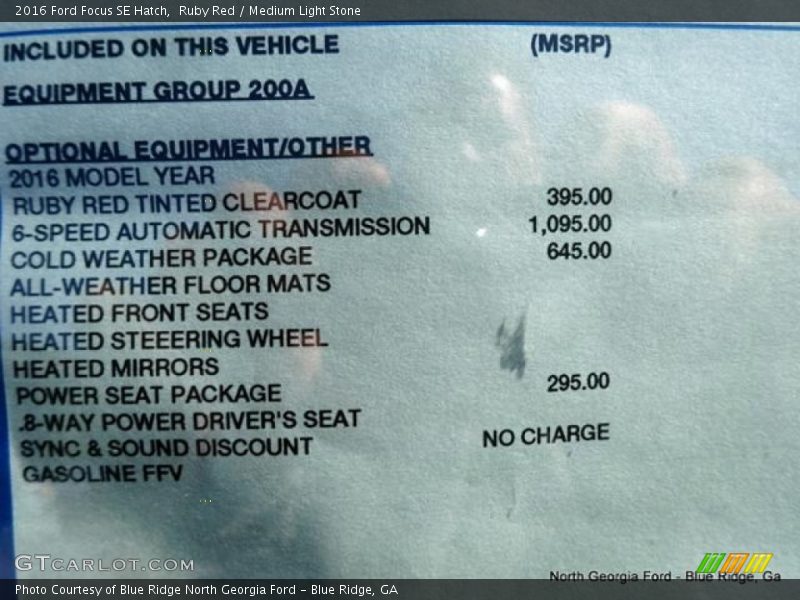 2016 Ford Focus SE Hatch, Ruby Red / Medium Light Stone
INCLUDED ON THIS VEHICLE (MSRP)
EQUIPMENT GROUP 200A
OPTIONAL EQUIPMENT/OTHER
2016 MODEL YEAR
RUBY RED TINTED CLEARCOAT 395.00
6-SPEED AUTOMATIC TRANSMISSION 1,095.00
COLD WEATHER PACKAGE 645.00
ALL-WEATHER FLOOR MATS
HEATED FRONT SEATS
HEATED STEEERING WHEEL
HEATED MIRRORS
POWER SEAT PACKAGE 295.00
.8-WAY POWER DRIVER'S SEAT
SYNC & SOUND DISCOUNT NO CHARGE
GASOLINE FFV
GTCARLOT.COM
North Georgia Ford - Blue Ridge, Ga
Photo Courtesy of Blue Ridge North Georgia Ford - Blue Ridge, GA